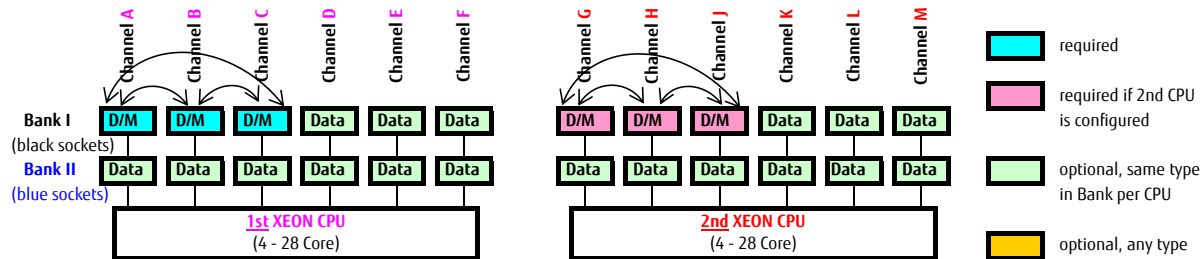 Channel A
Channel B
Channel C
Channel D
Channel E
Channel F
Channel G
Channel H
Channel J
Channel K
Channel L
Channel M
Bank I
(black sockets)
D/M D/M D/M Data Data Data
D/M D/M D/M Data Data Data
Bank II
(blue sockets)
Data Data Data Data Data Data
Data Data Data Data Data Data
1st XEON CPU
(4 - 28 Core)
2nd XEON CPU
(4 - 28 Core)
required
required if 2nd CPU
is configured
optional, same type
in Bank per CPU
optional, any type